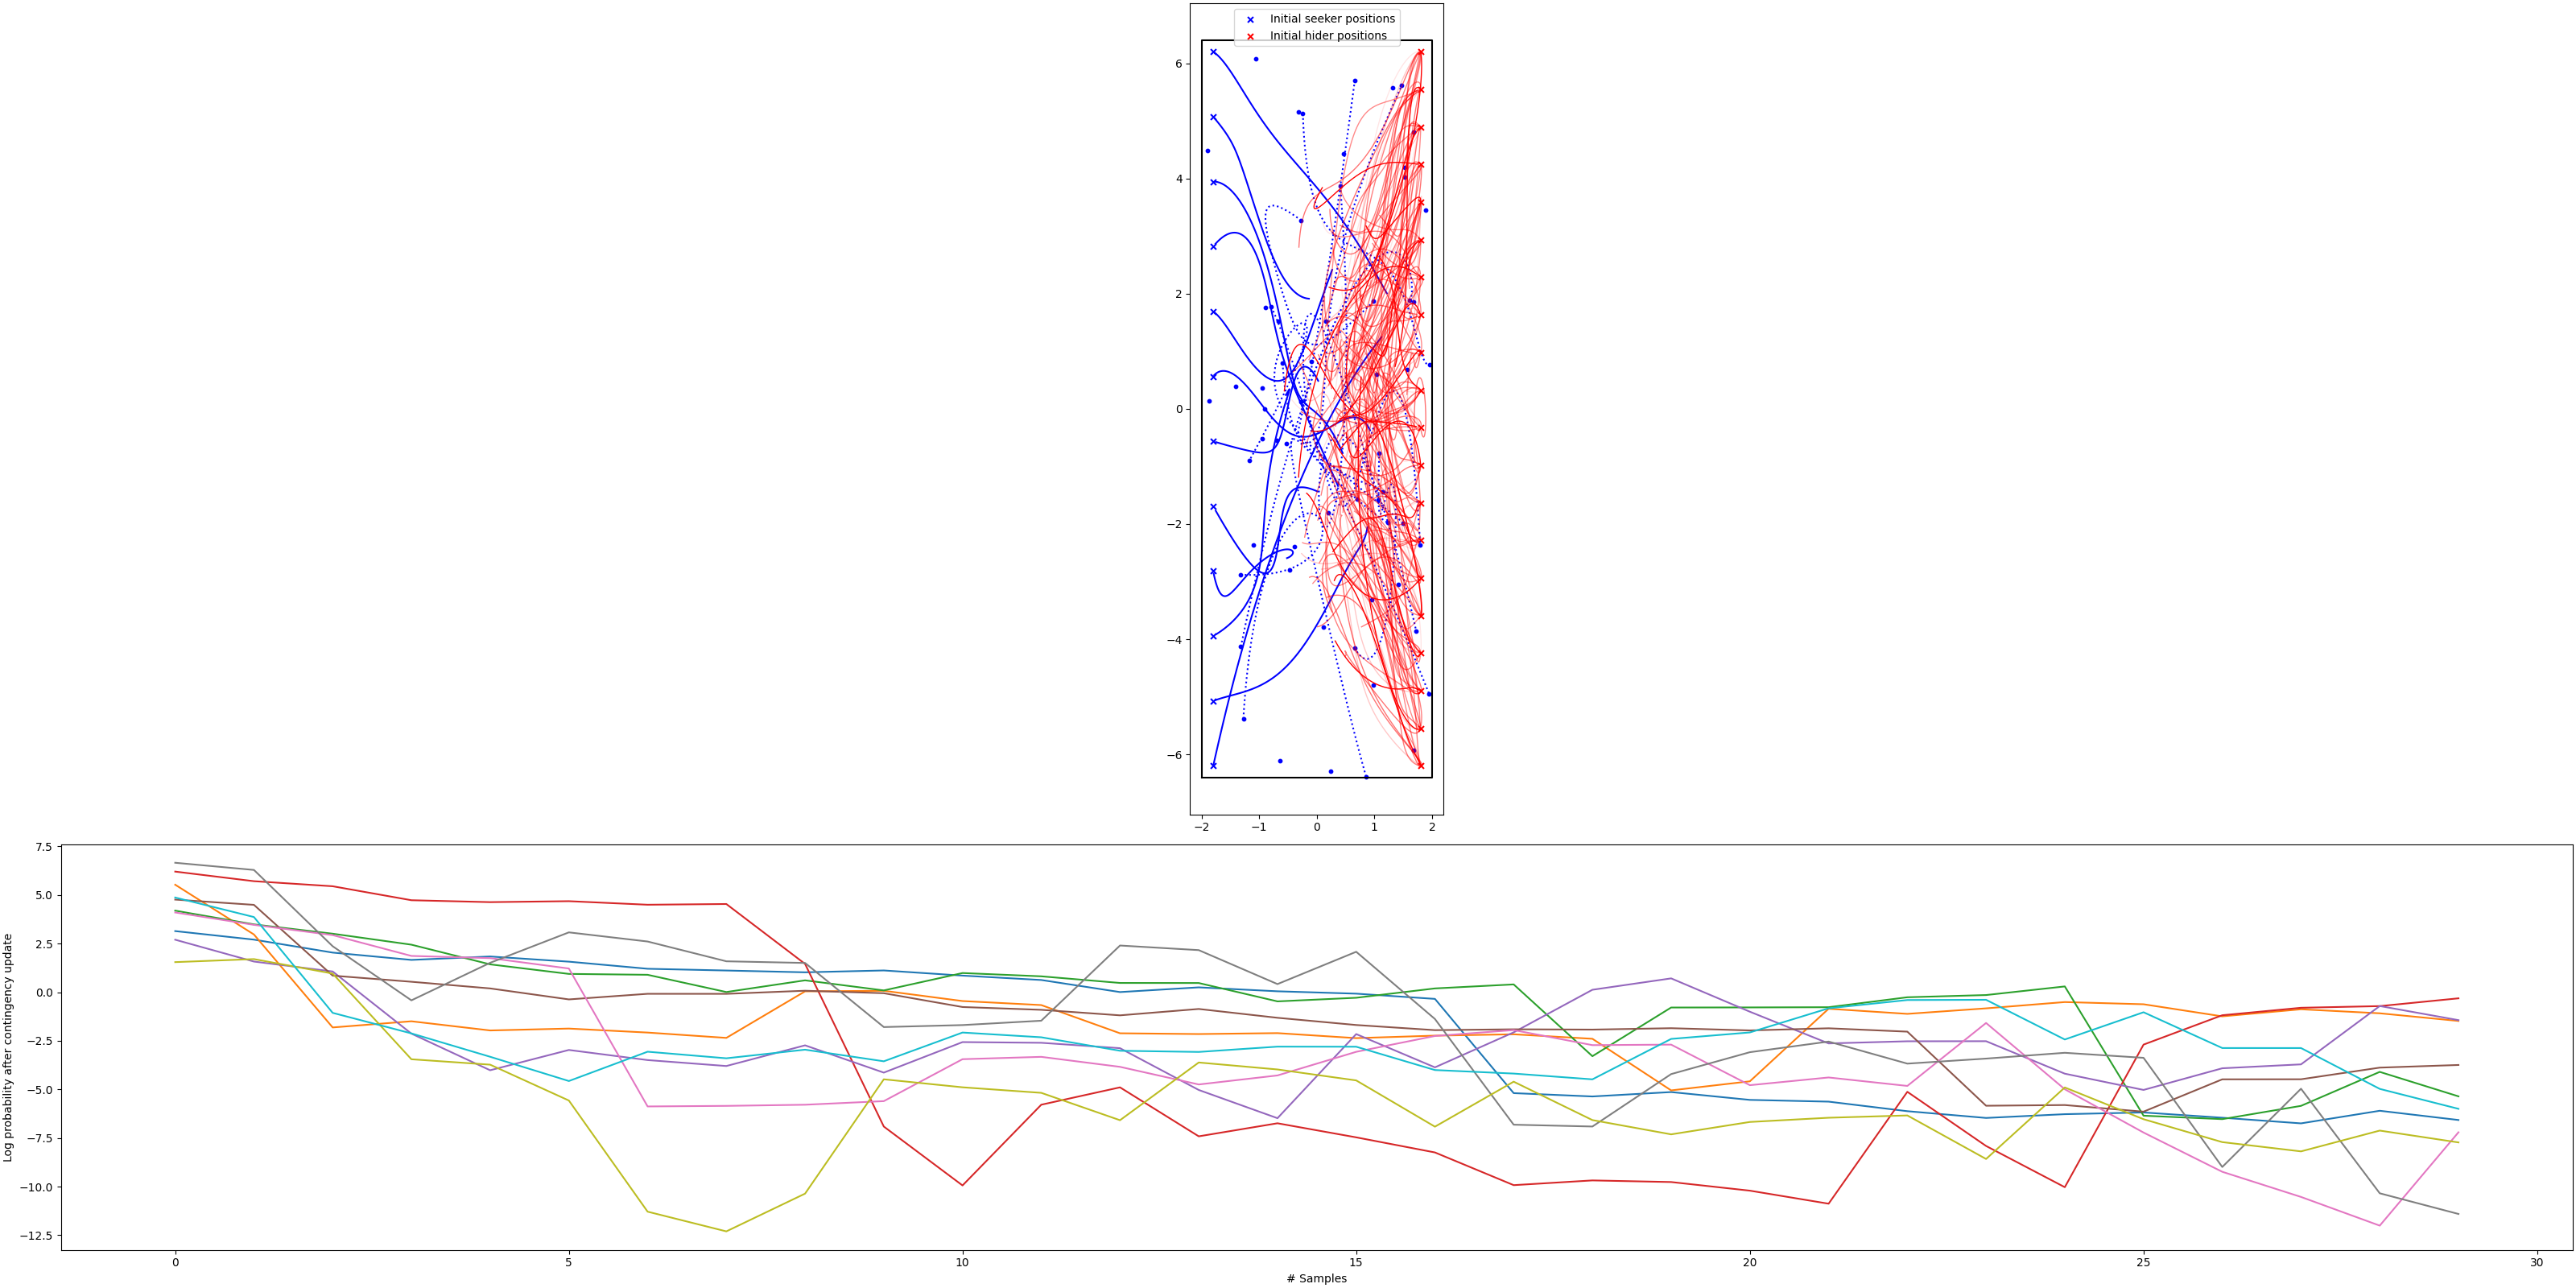 Initial seeker positions
Initial hider positions
6
4
2
0
−2
−4
−6
−2 −1 0 1 2
Log probability after contingency update
7.5
5.0
2.5
0.0
−2.5
−5.0
−7.5
−10.0
−12.5
0 5 10 15 20 25 30
# Samples